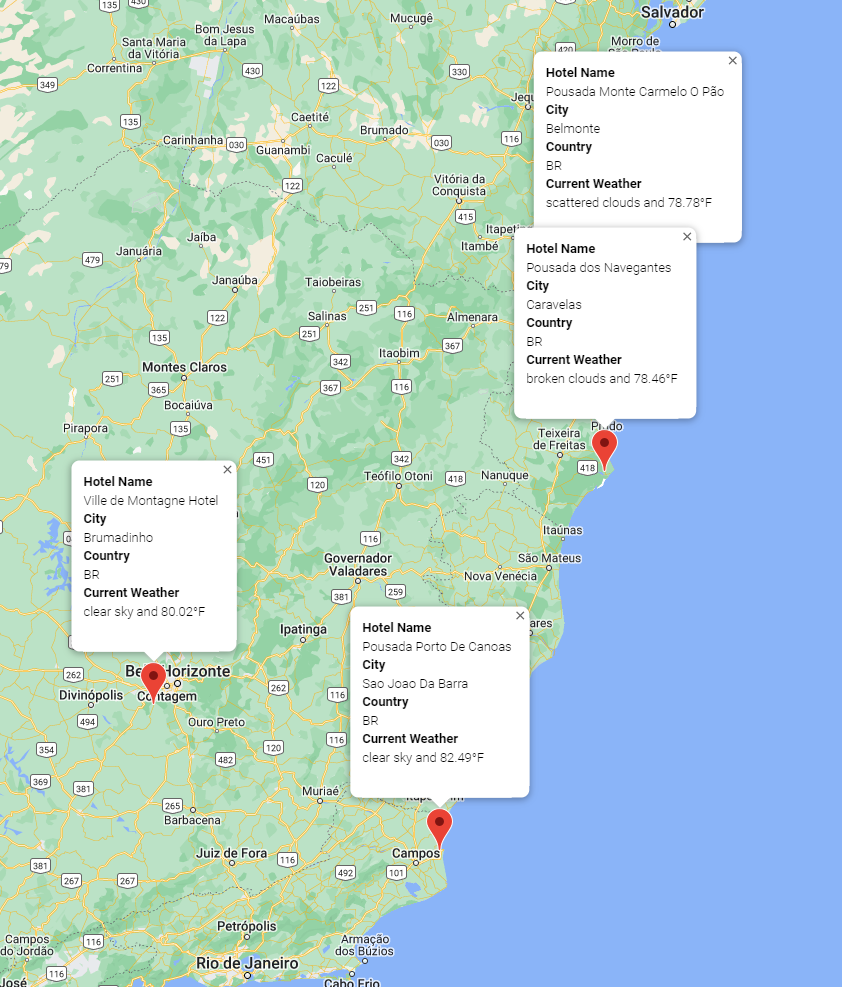 135
430
Macaúbas
Mucugê
Salvador
Bom Jesus
da Lapa
Santa Maria
da Vitória
Correntina
Morro de
São Paulo
420
349
430
330
122
135
Caetité
Brumado
116
Carinhanha
030
Guanambi
030
Caculé
122
Vitória da
Conquista
415
Itambé
Jaíba
Januária
479
Janaúba
Taiobeiras
122
Salinas
251
116
Almenara
251
135
367
Itaobim
342
Montes Claros
251
365
367
116
Bocaiúva
135
Pirapora
Prado
Teixeira
de Freitas
451
342
418
Teófilo Otoni
418
Nanuque
120
116
Itaúnas
Governador
Valadares
São Mateus
Nova Venécia
381
259
Ipatinga
262
Contagem
262
116
Divinópolis
494
Ouro Preto
116
354
120
482
369
381
Muriaé
265
Barbacena
Juiz de Fora
116
Campos
381
492
101
267
267
Petrópolis
116
Campos
do Jordão
Armação
dos Búzios
Rio de Janeiro
116
Cabo Frio
Hotel Name
Pousada Monte Carmelo O Pão
City
Belmonte
Country
BR
Current Weather
scattered clouds and 78.78°F
Hotel Name
Pousada dos Navegantes
City
Caravelas
Country
BR
Current Weather
broken clouds and 78.46°F
Hotel Name
Ville de Montagne Hotel
City
Brumadinho
Country
BR
Current Weather
clear sky and 80.02°F
Hotel Name
Pousada Porto De Canoas
City
Sao Joao Da Barra
Country
BR
Current Weather
clear sky and 82.49°F